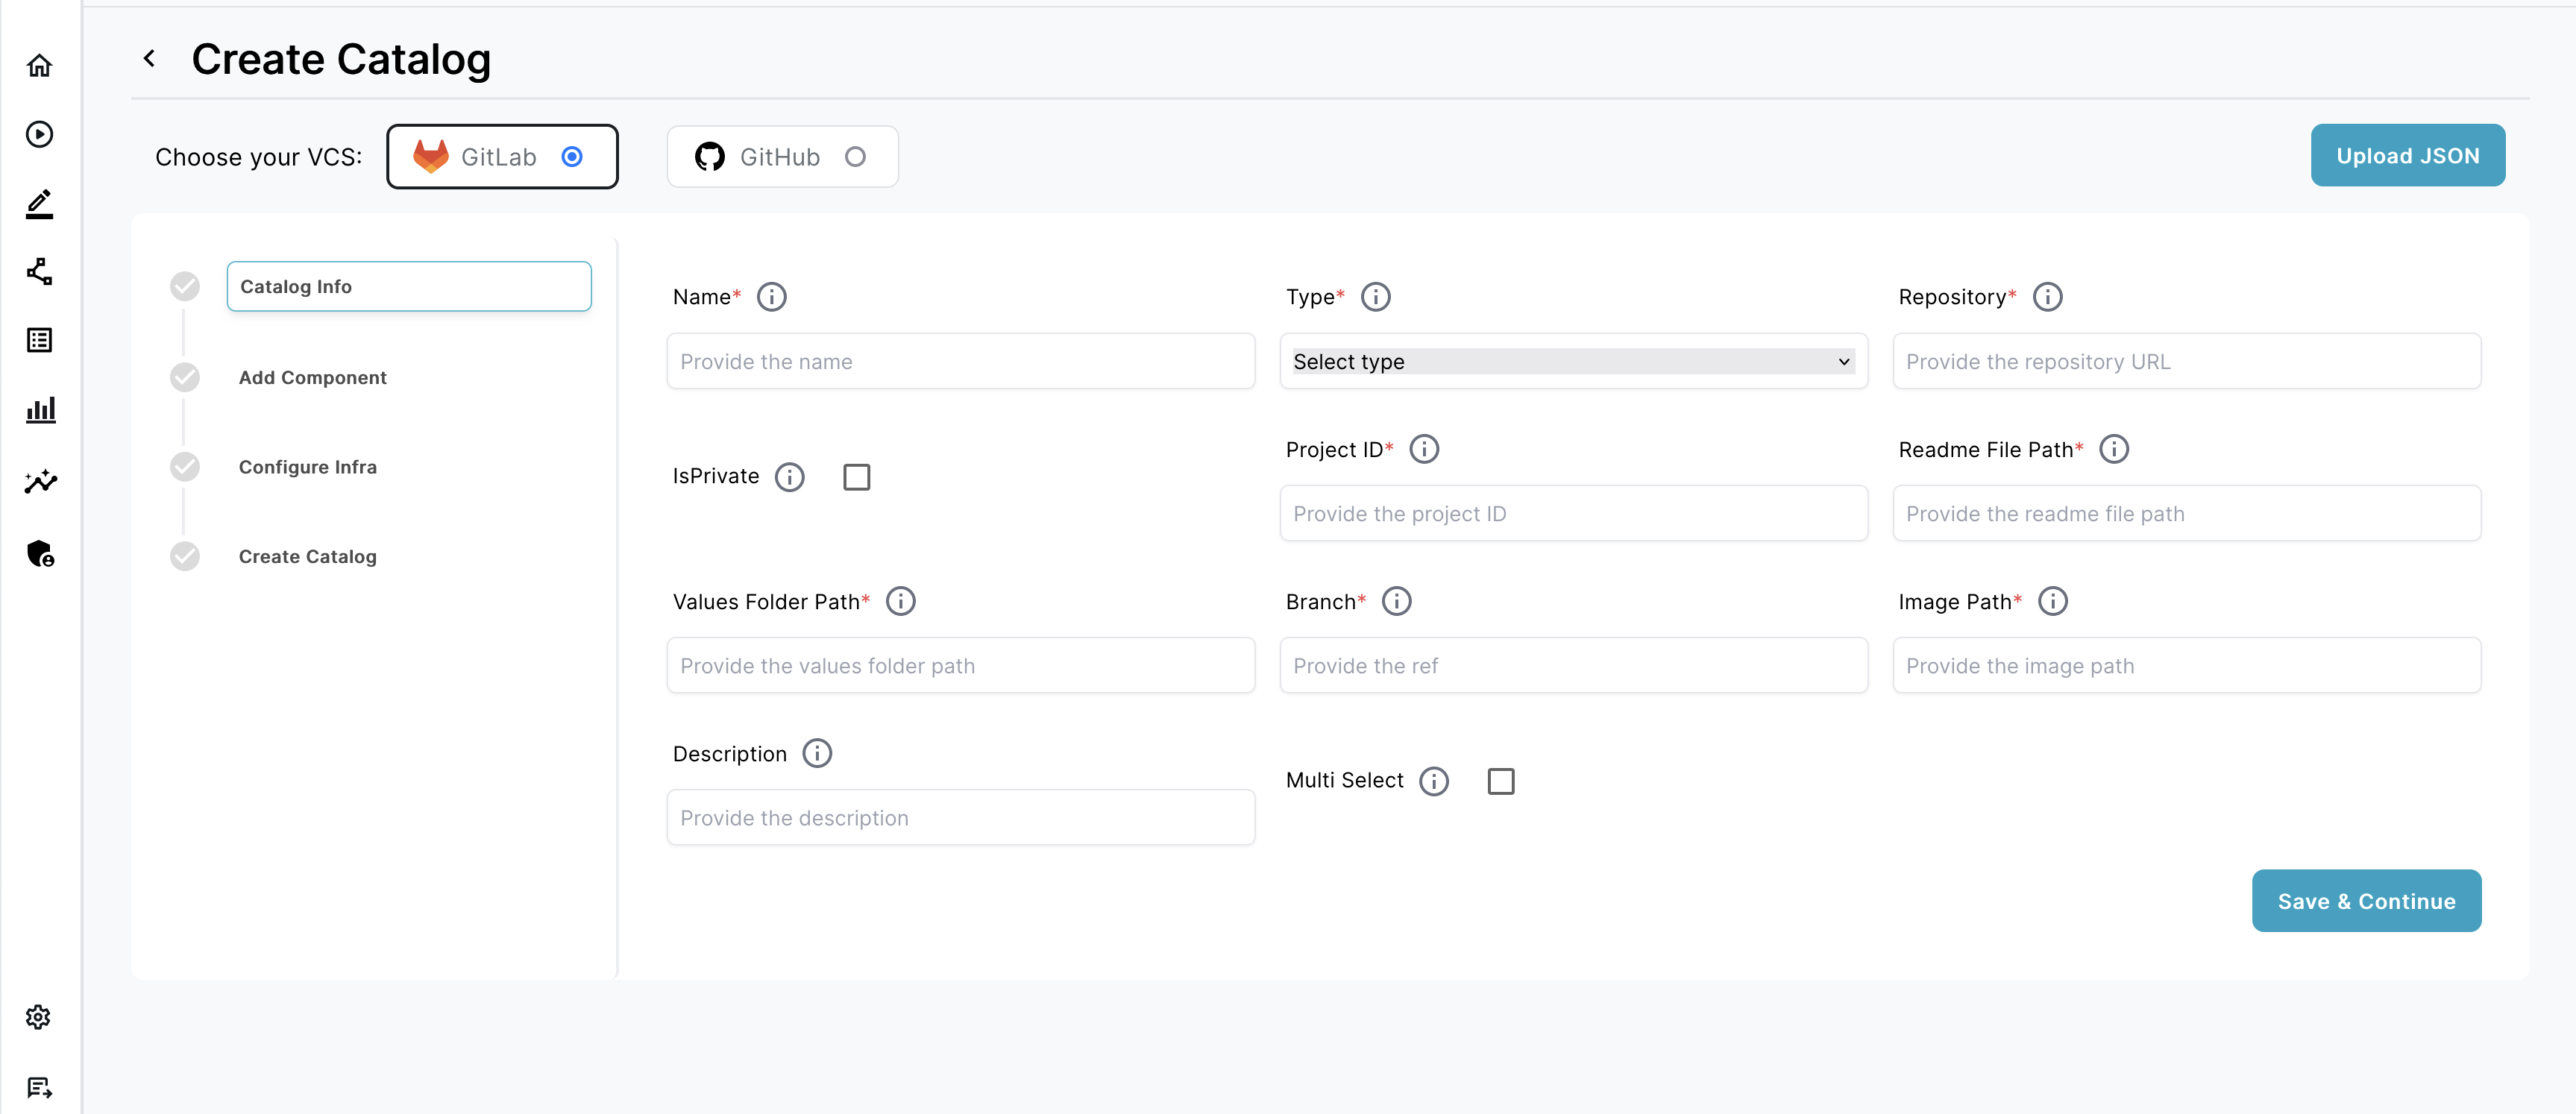 Create Catalog
Choose your VCS:
GitLab
GitHub
Upload JSON
Catalog Info
Add Component
Configure Infra
Create Catalog
Name*
Type*
Repository*
Provide the name
Select type
Provide the repository URL
IsPrivate
Project ID*
Readme File Path*
Provide the project ID
Provide the readme file path
Values Folder Path*
Branch*
Image Path*
Provide the values folder path
Provide the ref
Provide the image path
Description
Multi Select
Provide the description
Save & Continue